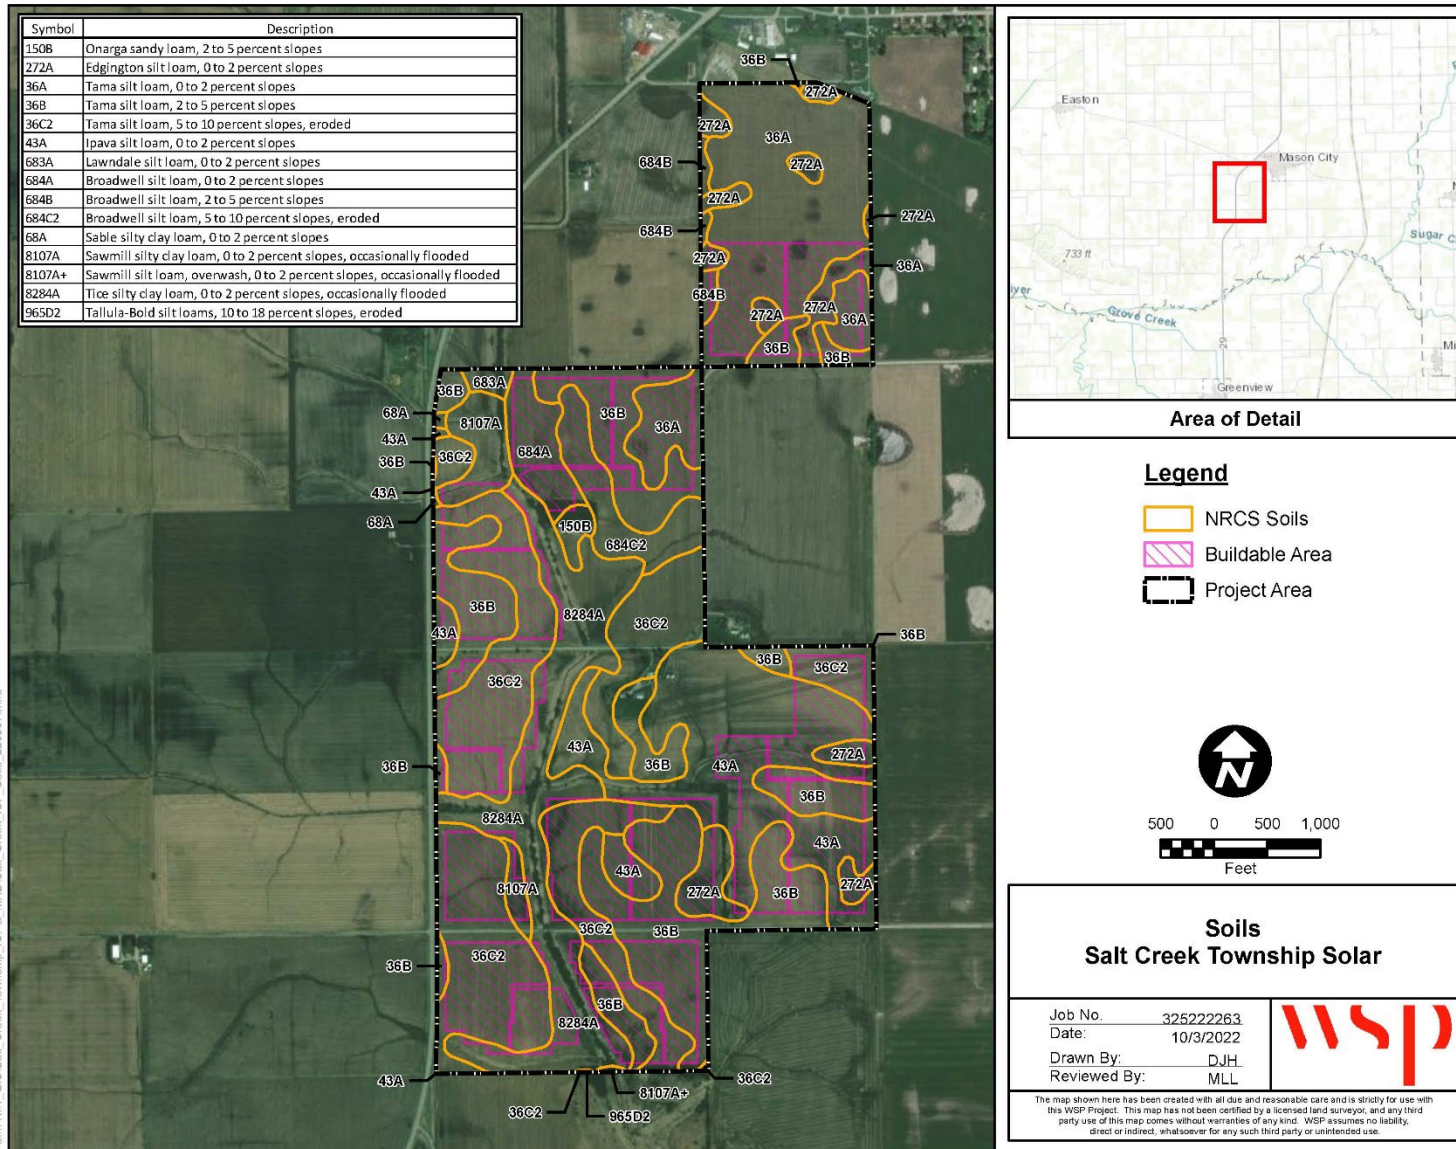 Symbol Description
150B Onarga sandy loam, 2 to 5 percent slopes
272A Edgington silt loam, 0 to 2 percent slopes
36A Tama silt loam, 0 to 2 percent slopes
36B Tama silt loam, 2 to 5 percent slopes
36C2 Tama silt loam, 5 to 10 percent slopes, eroded
43A Ipava silt loam, 0 to 2 percent slopes
683A Lawndale silt loam, 0 to 2 percent slopes
684A Broadwell silt loam, 0 to 2 percent slopes
684B Broadwell silt loam, 2 to 5 percent slopes
684C2 Broadwell silt loam, 5 to 10 percent slopes, eroded
68A Sable silty clay loam, 0 to 2 percent slopes
8107A Sawmill silty clay loam, 0 to 2 percent slopes, occasionally flooded
8107A+ Sawmill silt loam, overwash, 0 to 2 percent slopes, occasionally flooded
8284A Tice silty clay loam, 0 to 2 percent slopes, occasionally flooded
965D2 Tallula-Bold silt loams, 10 to 18 percent slopes, eroded
36B
272A
272A
36A
684B
272A
272A
272A
684B
272A
36A
684B
272A
272A
36A
36B
36B
36B
683A
68A
8107A
36B
36A
43A
36C2
684A
36B
43A
68A
150B
684C2
36B
8284A
36C2
43A
36B
36B
36C2
36C2
43A
272A
36B
36B
43A
36B
8284A
43A
43A
8107A
272A
36B
272A
36C2
36B
36C2
36B
36B
8284A
43A
36C2
8107A+
36C2
965D2
Easton
Mason City
733 ft
Sugar C
Grove Creek
29
Greenview
Area of Detail
Legend
NRCS Soils
Buildable Area
Project Area
N
500 0 500 1,000
Feet
Soils
Salt Creek Township Solar
Job No. 325222263
Date: 10/3/2022
Drawn By: DJH
Reviewed By: MLL
wsp
The map shown here has been created with all due and reasonable care and is strictly for use with
this WSP Project. This map has not been certified by a licensed land surveyor, and any third
party use of this map comes without warranties of any kind. WSP assumes no liability,
direct or indirect, whatsoever for any such third party or unintended use.